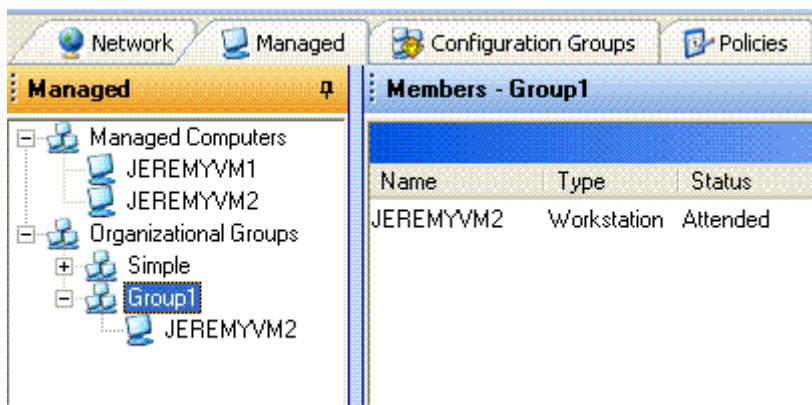 Network Managed Configuration Groups Policies
Managed
Managed Computers
JEREMYVM1
JEREMYVM2
Organizational Groups
Simple
Group1
JEREMYVM2
Members - Group1
Name Type Status
JEREMYVM2 Workstation Attended